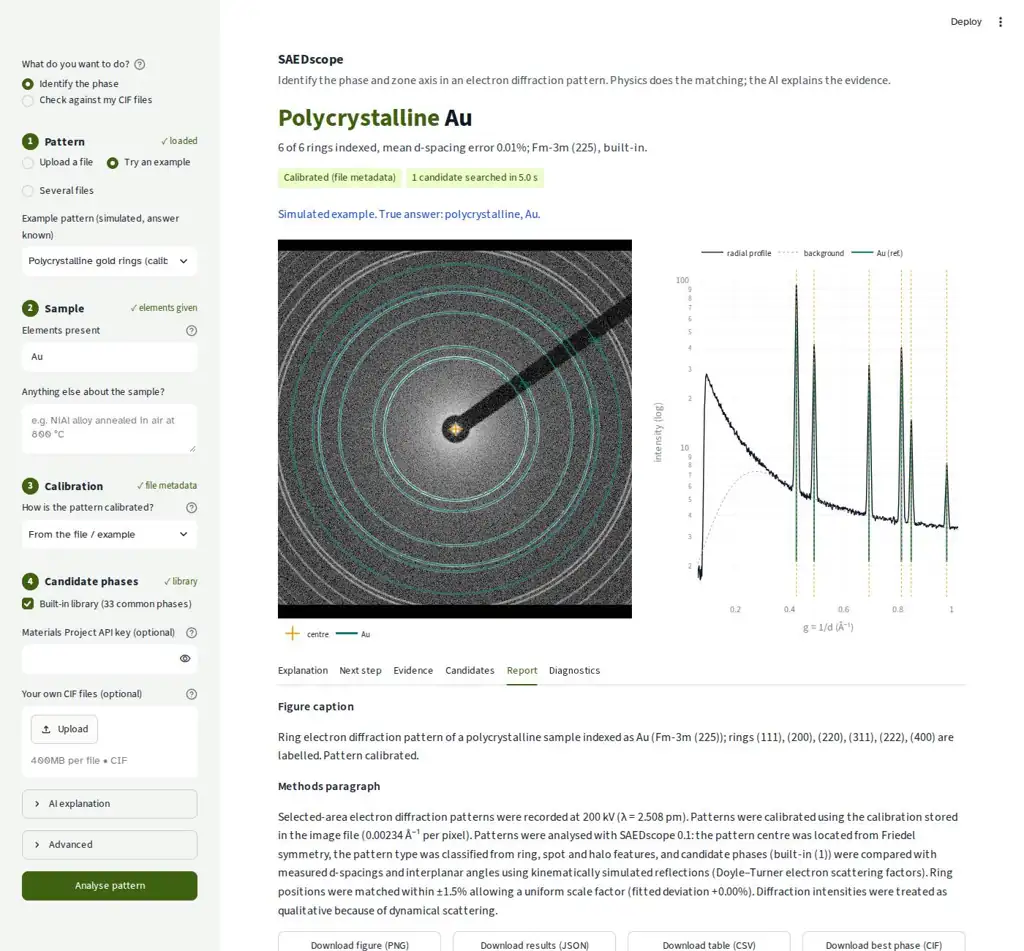 Deploy
What do you want to do?
Identify the phase
Check against my CIF files
1 Pattern ✓ loaded
Upload a file Try an example
Several files
Example pattern (simulated, answer
known)
Polycrystalline gold rings (calib
2 Sample ✓ elements given
Elements present
Au
Anything else about the sample?
e.g. NiAl alloy annealed in air at
800 °C
3 Calibration ✓ file metadata
How is the pattern calibrated?
From the file / example
4 Candidate phases ✓ library
Built-in library (33 common phases)
Materials Project API key (optional)
Your own CIF files (optional)
Upload
400MB per file • CIF
AI explanation
Advanced
Analyse pattern
SAEDscope
Identify the phase and zone axis in an electron diffraction pattern. Physics does the matching; the AI explains the evidence.
Polycrystalline Au
6 of 6 rings indexed, mean d-spacing error 0.01%; Fm-3m (225), built-in.
Calibrated (file metadata) 1 candidate searched in 5.0 s
Simulated example. True answer: polycrystalline, Au.
centre Au
radial profile background Au (ref.)
100
9
8
7
6
5
4
3
2
10
9
8
7
6
5
4
3
2
intensity (log)
0.2 0.4 0.6 0.8 1
g = 1/d (Å⁻¹)
Explanation Next step Evidence Candidates Report Diagnostics
Figure caption
Ring electron diffraction pattern of a polycrystalline sample indexed as Au (Fm-3m (225)); rings (111), (200), (220), (311), (222), (400) are
labelled. Pattern calibrated.
Methods paragraph
Selected-area electron diffraction patterns were recorded at 200 kV (λ = 2.508 pm). Patterns were calibrated using the calibration stored
in the image file (0.00234 Å⁻¹ per pixel). Patterns were analysed with SAEDscope 0.1: the pattern centre was located from Friedel
symmetry, the pattern type was classified from ring, spot and halo features, and candidate phases (built-in (1)) were compared with
measured d-spacings and interplanar angles using kinematically simulated reflections (Doyle–Turner electron scattering factors). Ring
positions were matched within ±1.5% allowing a uniform scale factor (fitted deviation +0.00%). Diffraction intensities were treated as
qualitative because of dynamical scattering.
Download figure (PNG) Download results (JSON) Download table (CSV) Download best phase (CIF)